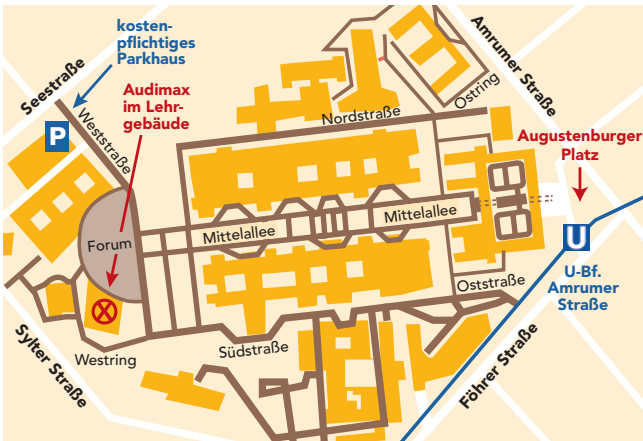 kosten-
pflichtiges
Parkhaus
Seestraße
Audimax
im Lehr-
gebäude
P
Weststraße
Nordstraße
Ostring
Amrumer Straße
Augustenburger
Platz
Forum
Mittelallee
Mittelallee
U
U-Bf.
Amrumer
Straße
Oststraße
Südstraße
Westring
Sylter Straße
Föhrer Straße